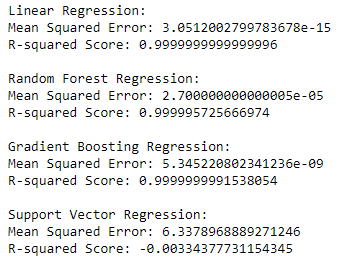 Linear Regression:
Mean Squared Error: 3.0512002799783678e-15
R-squared Score: 0.9999999999999996
Random Forest Regression:
Mean Squared Error: 2.700000000000005e-05
R-squared Score: 0.999995725666974
Gradient Boosting Regression:
Mean Squared Error: 5.345220802341236e-09
R-squared Score: 0.9999999991538054
Support Vector Regression:
Mean Squared Error: 6.3378968889271246
R-squared Score: -0.00334377731154345